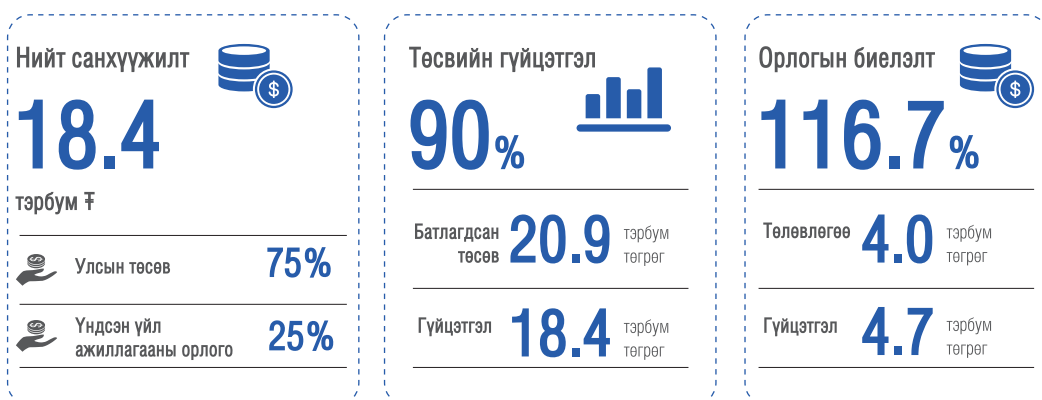 Нийт санхүүжилт
$
18.4
тэрбум ₮
Улсын төсөв 75%
Үндсэн үйл
ажиллагааны орлого 25%
Төсвийн гүйцэтгэл
90%
Батлагдсан
төсөв 20.9 тэрбум
төгрөг
Гүйцэтгэл 18.4 тэрбум
төгрөг
Орлогын биелэлт
$
116.7%
Төлөвлөгөө 4.0 тэрбум
төгрөг
Гүйцэтгэл 4.7 тэрбум
төгрөг